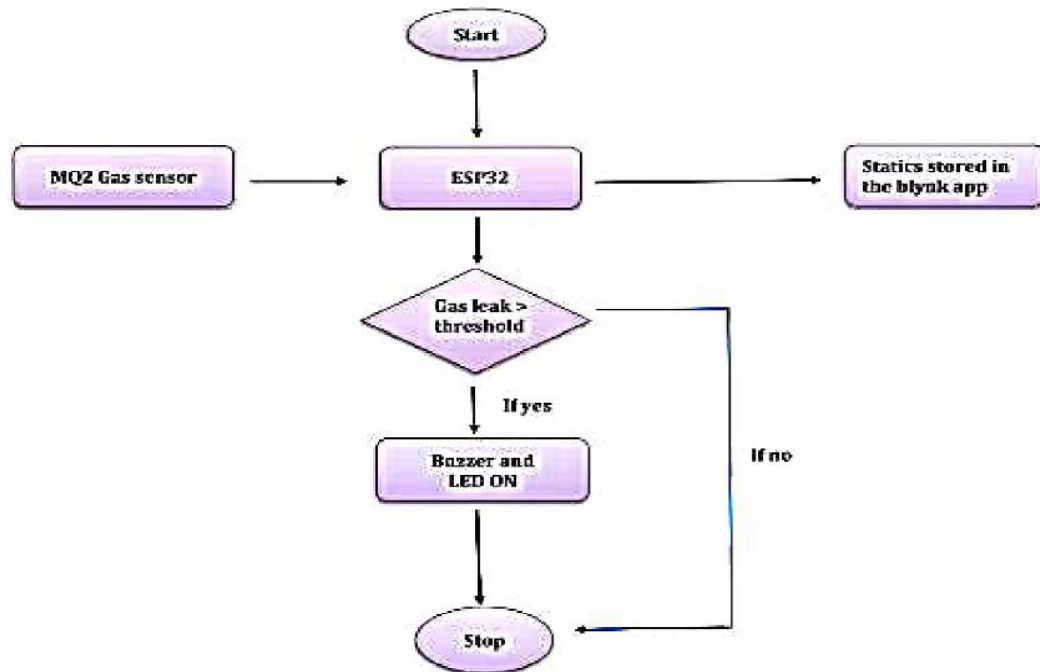 Start
MQ2 Gas sensor
ESP32
Statics stored in
the blynk app
Gas leak >
threshold
If yes
Buzzer and
LED ON
If no
Stop